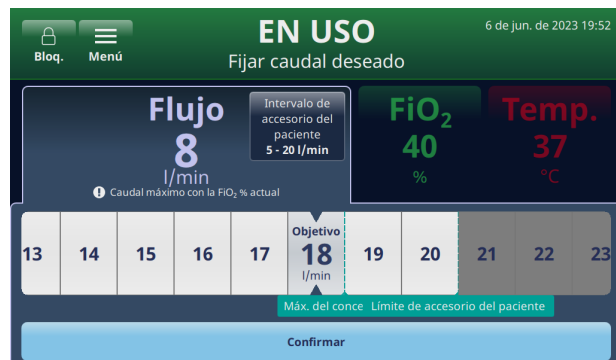 EN USO
6 de jun. de 2023 19:52
Bloq.
Menú
Fijar caudal deseado
Flujo
8
l/min
Caudal máximo con la FiO₂ % actual
Intervalo de
accesorio del
paciente
5 - 20 l/min
FiO₂
40
%
Temp.
37
°C
13 14 15 16 17
Objetivo
18
l/min
19 20 21 22 23
Máx. del conce
Límite de accesorio del paciente
Confirmar